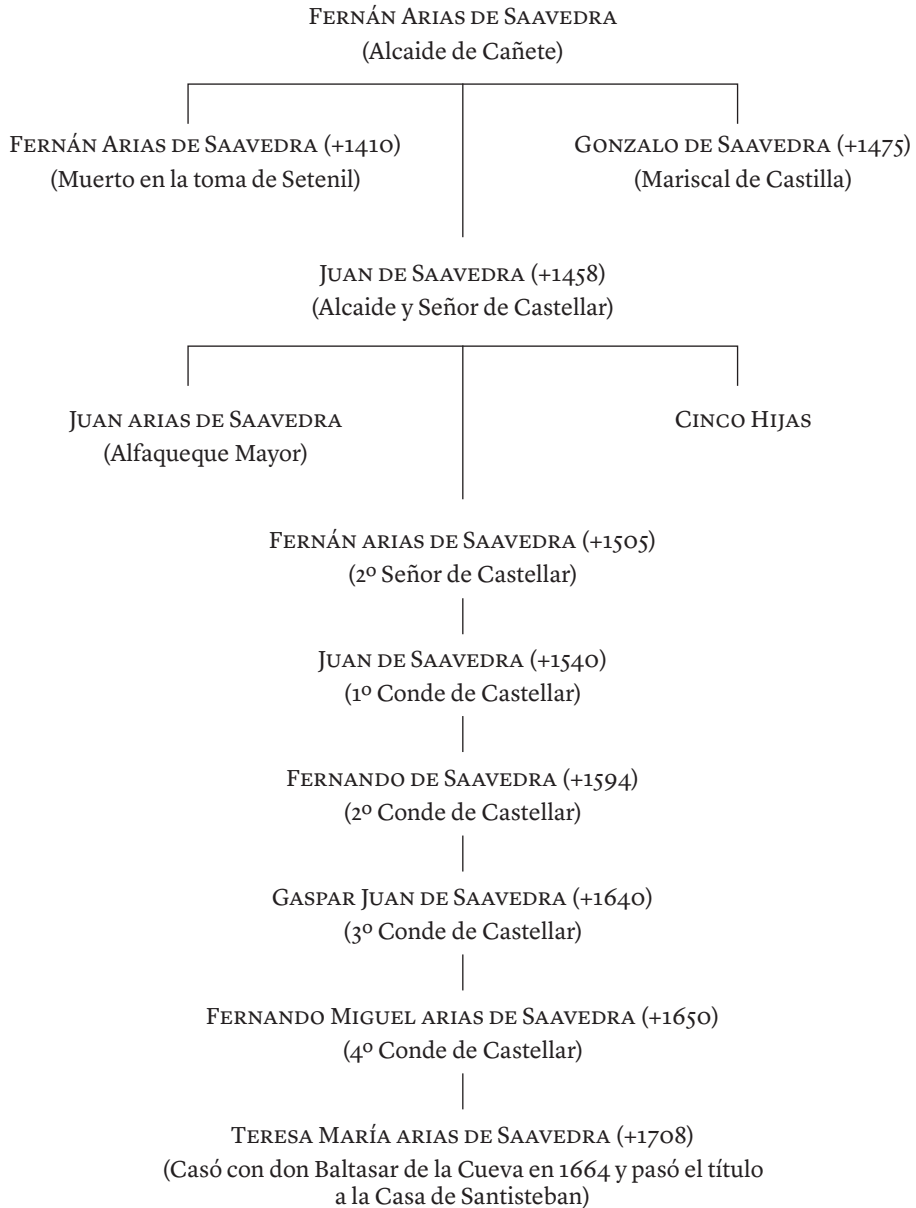 Fernán Arias de Saavedra
(Alcaide de Cañete)
Fernán Arias de Saavedra (+1410)
(Muerto en la toma de Setenil)
Gonzalo de Saavedra (+1475)
(Mariscal de Castilla)
Juan de Saavedra (+1458)
(Alcaide y Señor de Castellar)
Juan arias de Saavedra
(Alfaqueque Mayor)
Cinco Hijas
Fernán arias de Saavedra (+1505)
(2º Señor de Castellar)
Juan de Saavedra (+1540)
(1º Conde de Castellar)
Fernando de Saavedra (+1594)
(2º Conde de Castellar)
Gaspar Juan de Saavedra (+1640)
(3º Conde de Castellar)
Fernando Miguel arias de Saavedra (+1650)
(4º Conde de Castellar)
Teresa María arias de Saavedra (+1708)
(Casó con don Baltasar de la Cueva en 1664 y pasó el título
a la Casa de Santisteban)